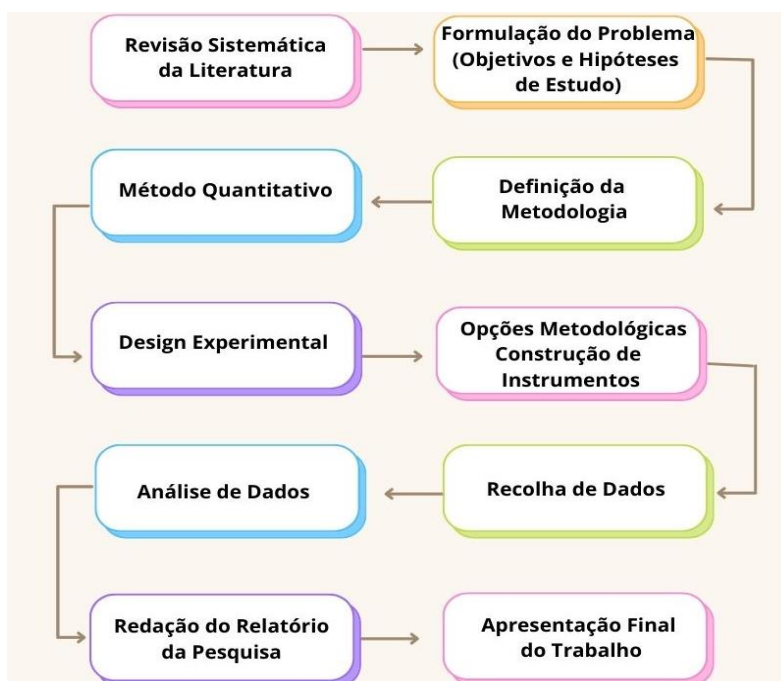 Revisão Sistemática
da Literatura
Formulação do Problema
(Objetivos e Hipóteses
de Estudo)
Definição da
Metodologia
Método Quantitativo
Design Experimental
Opções Metodológicas
Construção de
Instrumentos
Recolha de Dados
Análise de Dados
Redação do Relatório
da Pesquisa
Apresentação Final
do Trabalho